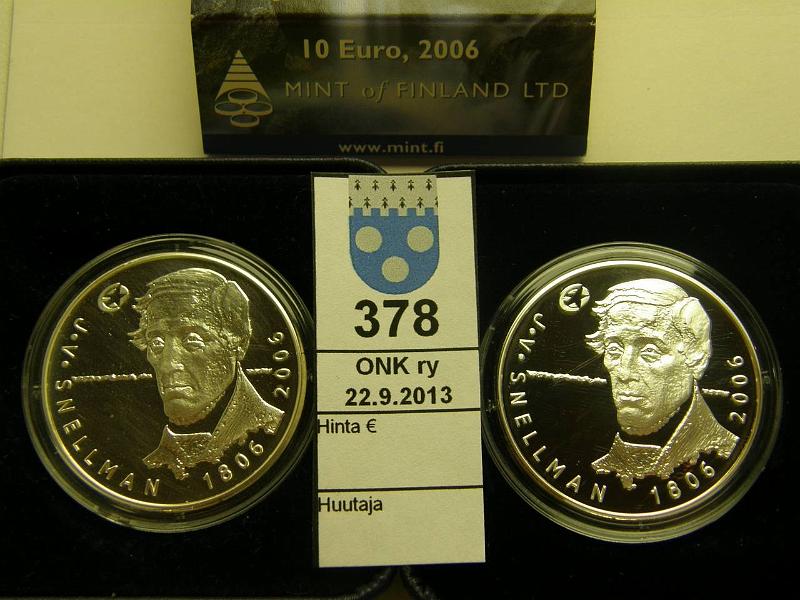 10 Euro, 2006
MINT of FINLAND LTD
www.mint.fi
378
ONK ry
22.9.2013
Hinta €
Huutaja
J.V. SNELLMAN 1806 2006
J.V. SNELLMAN 1806 2006